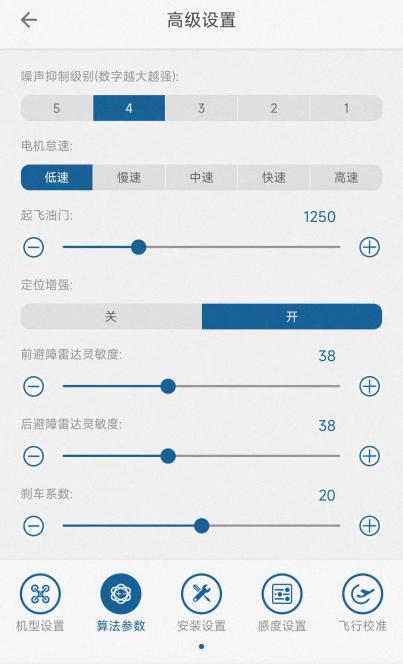 高级设置
噪声抑制级别(数字越大越强):
5 4 3 2 1
电机怠速:
低速 慢速 中速 快速 高速
起飞油门: 1250
定位增强:
关 开
前避障雷达灵敏度: 38
后避障雷达灵敏度: 38
刹车系数: 20
机型设置 算法参数 安装设置 感度设置 飞行校准